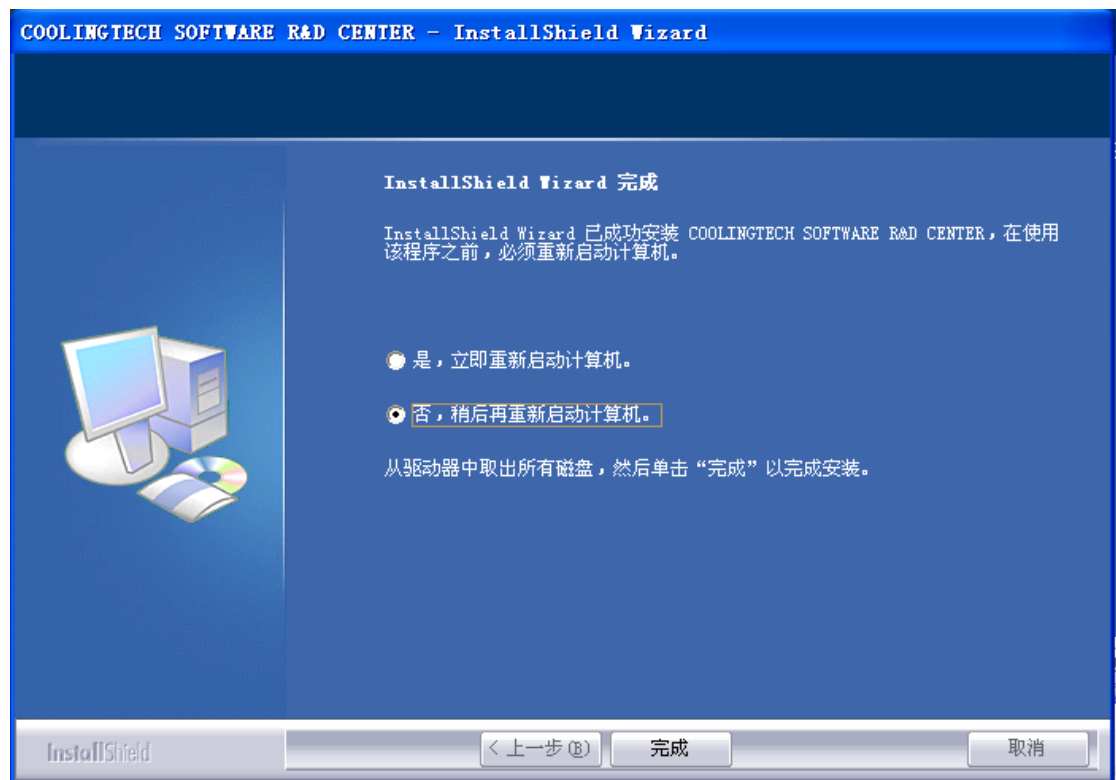 COOLINGTECH SOFTWARE R&D CENTER - InstallShield Wizard
InstallShield Wizard 完成
InstallShield Wizard 已成功安装 COOLINGTECH SOFTWARE R&D CENTER，在使用
该程序之前，必须重新启动计算机。
是，立即重新启动计算机。
否，稍后再重新启动计算机。
从驱动器中取出所有磁盘，然后单击“完成”以完成安装。
InstallShield
< 上一步(B)
完成
取消